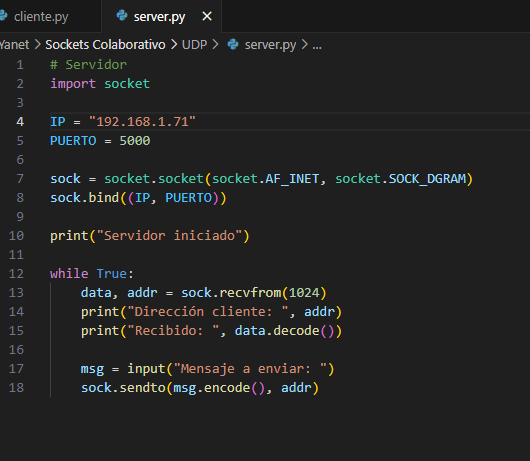 cliente.py server.py ×
Yanet > Sockets Colaborativo > UDP > server.py > ...
1 # Servidor
2 import socket
3
4 IP = "192.168.1.71"
5 PUERTO = 5000
6
7 sock = socket.socket(socket.AF_INET, socket.SOCK_DGRAM)
8 sock.bind((IP, PUERTO))
9
10 print("Servidor iniciado")
11
12 while True:
13     data, addr = sock.recvfrom(1024)
14     print("Dirección cliente: ", addr)
15     print("Recibido: ", data.decode())
16
17     msg = input("Mensaje a enviar: ")
18     sock.sendto(msg.encode(), addr)